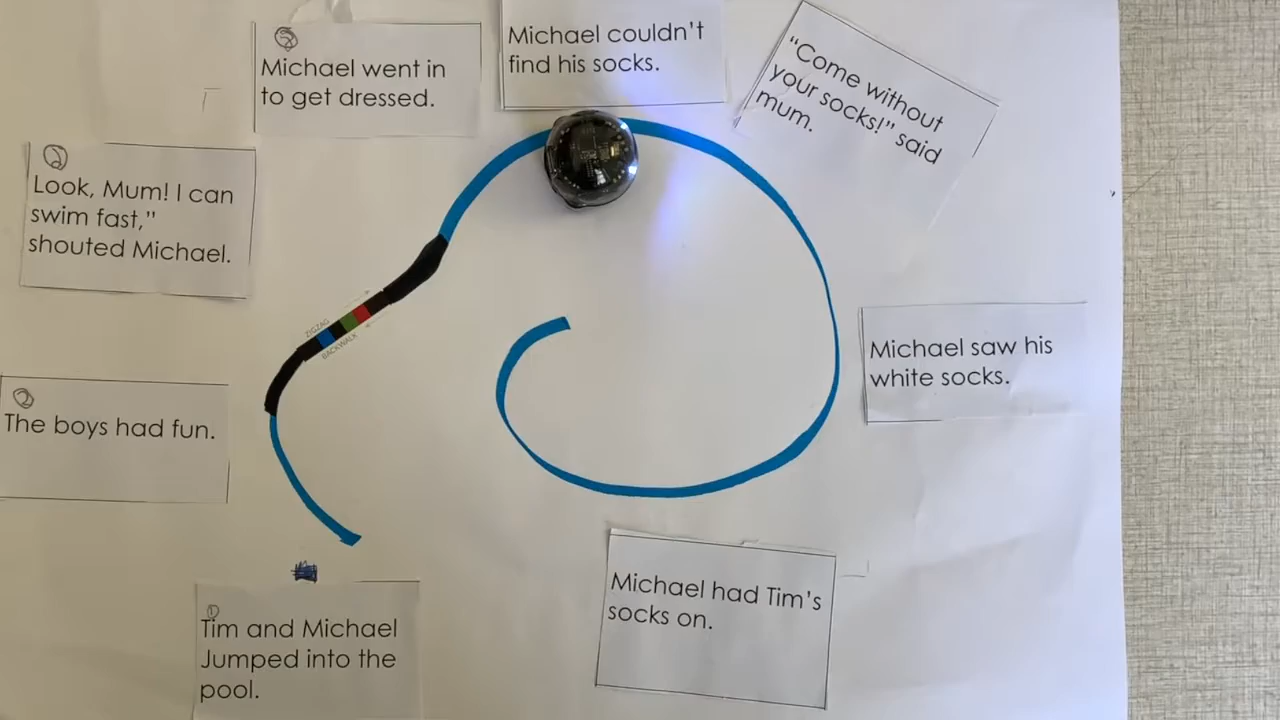 1
Tim and Michael
Jumped into the
pool.
2
The boys had fun.
Look, Mum! I can
swim fast,"
shouted Michael.
Michael went in
to get dressed.
Michael couldn't
find his socks.
"Come without
your socks!" said
mum.
Michael saw his
white socks.
Michael had Tim's
socks on.
ZIGZAG
BACKWALK